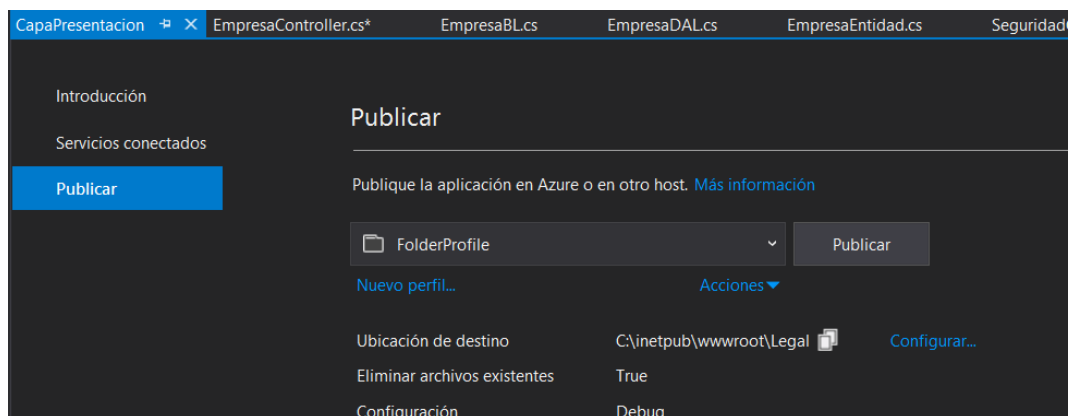 CapaPresentacion EmpresaController.cs* EmpresaBL.cs EmpresaDAL.cs EmpresaEntidad.cs
Introducción
Servicios conectados
Publicar
Publicar
Publique la aplicación en Azure o en otro host. Más información
FolderProfile Publicar
Nuevo perfil... Acciones
Ubicación de destino C:\inetpub\wwwroot\Legal Configurar...
Eliminar archivos existentes True
Configuración Debug